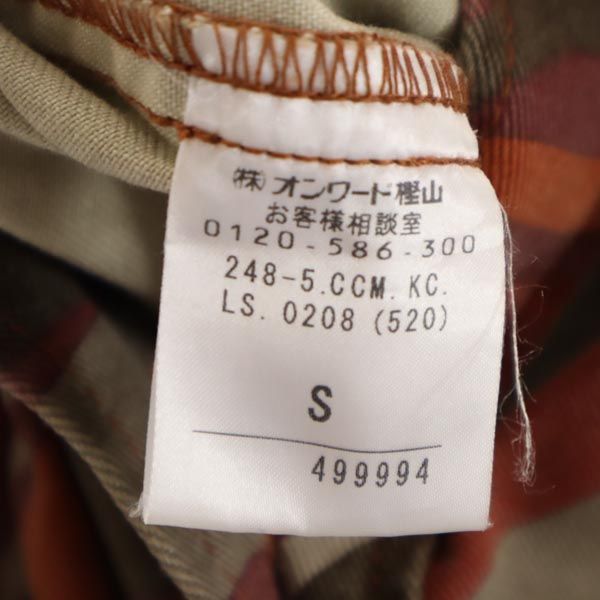 (株)オンワード樫山
お客様相談室
0120-586-300
248-5.CCM.KC.
LS.0208(520)
S
499994